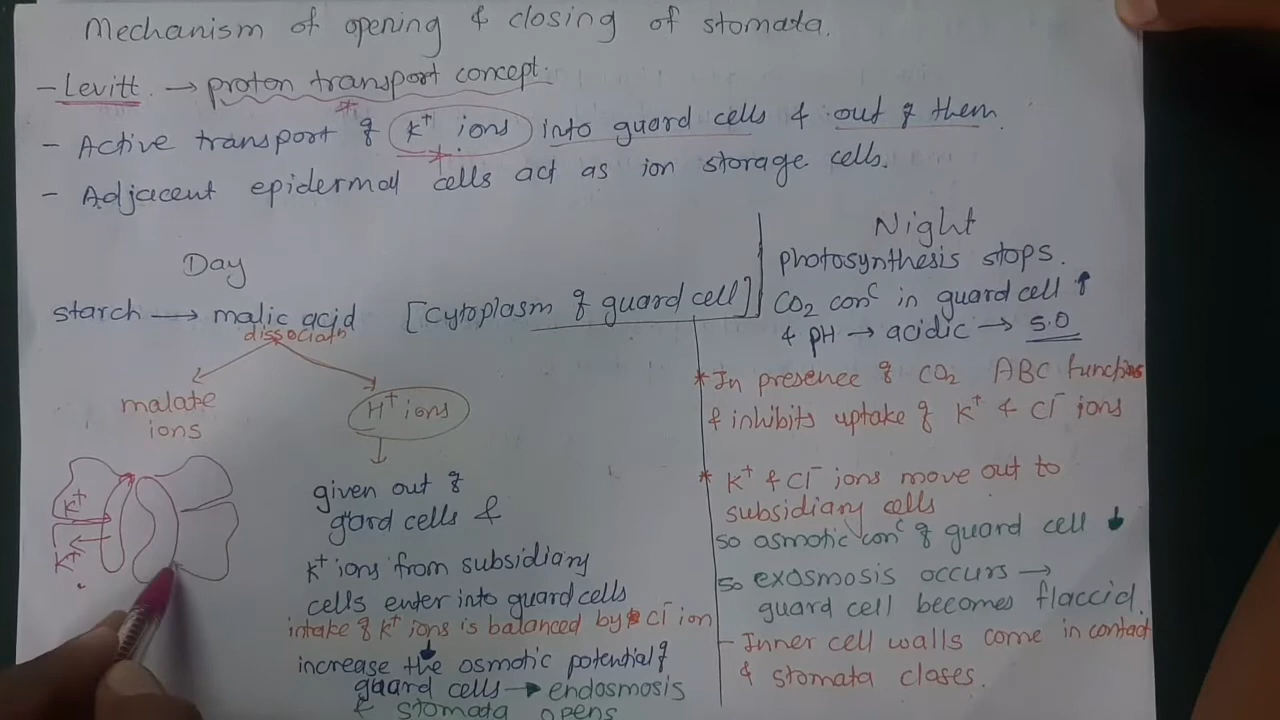 Mechanism of opening & closing of stomata.
- Levitt → proton transport concept.
- Active transport of K+ ions into guard cells & out of them.
- Adjacent epidermal cells act as ion storage cells.
Day
starch → malic acid [Cytoplasm of guard cell]
dissociatn
malate
ions
H+ ions
K+
K+
given out of
gard cells &
K+ ions from subsidiary
cells enter into guard cells
intake of K+ ions is balanced by Cl- ion
increase the osmotic potential of
guard cells → endosmosis
& stomata opens
Night
photosynthesis stops.
CO2 conc in guard cell ↑
& pH → acidic → 5.0
* In presence of CO2 ABC functions
& inhibits uptake of K+ & Cl- ions
* K+ & Cl- ions move out to
subsidiary cells
so osmotic conc of guard cell ↓
so exosmosis occurs →
guard cell becomes flaccid.
- Inner cell walls come in contact
& stomata closes.